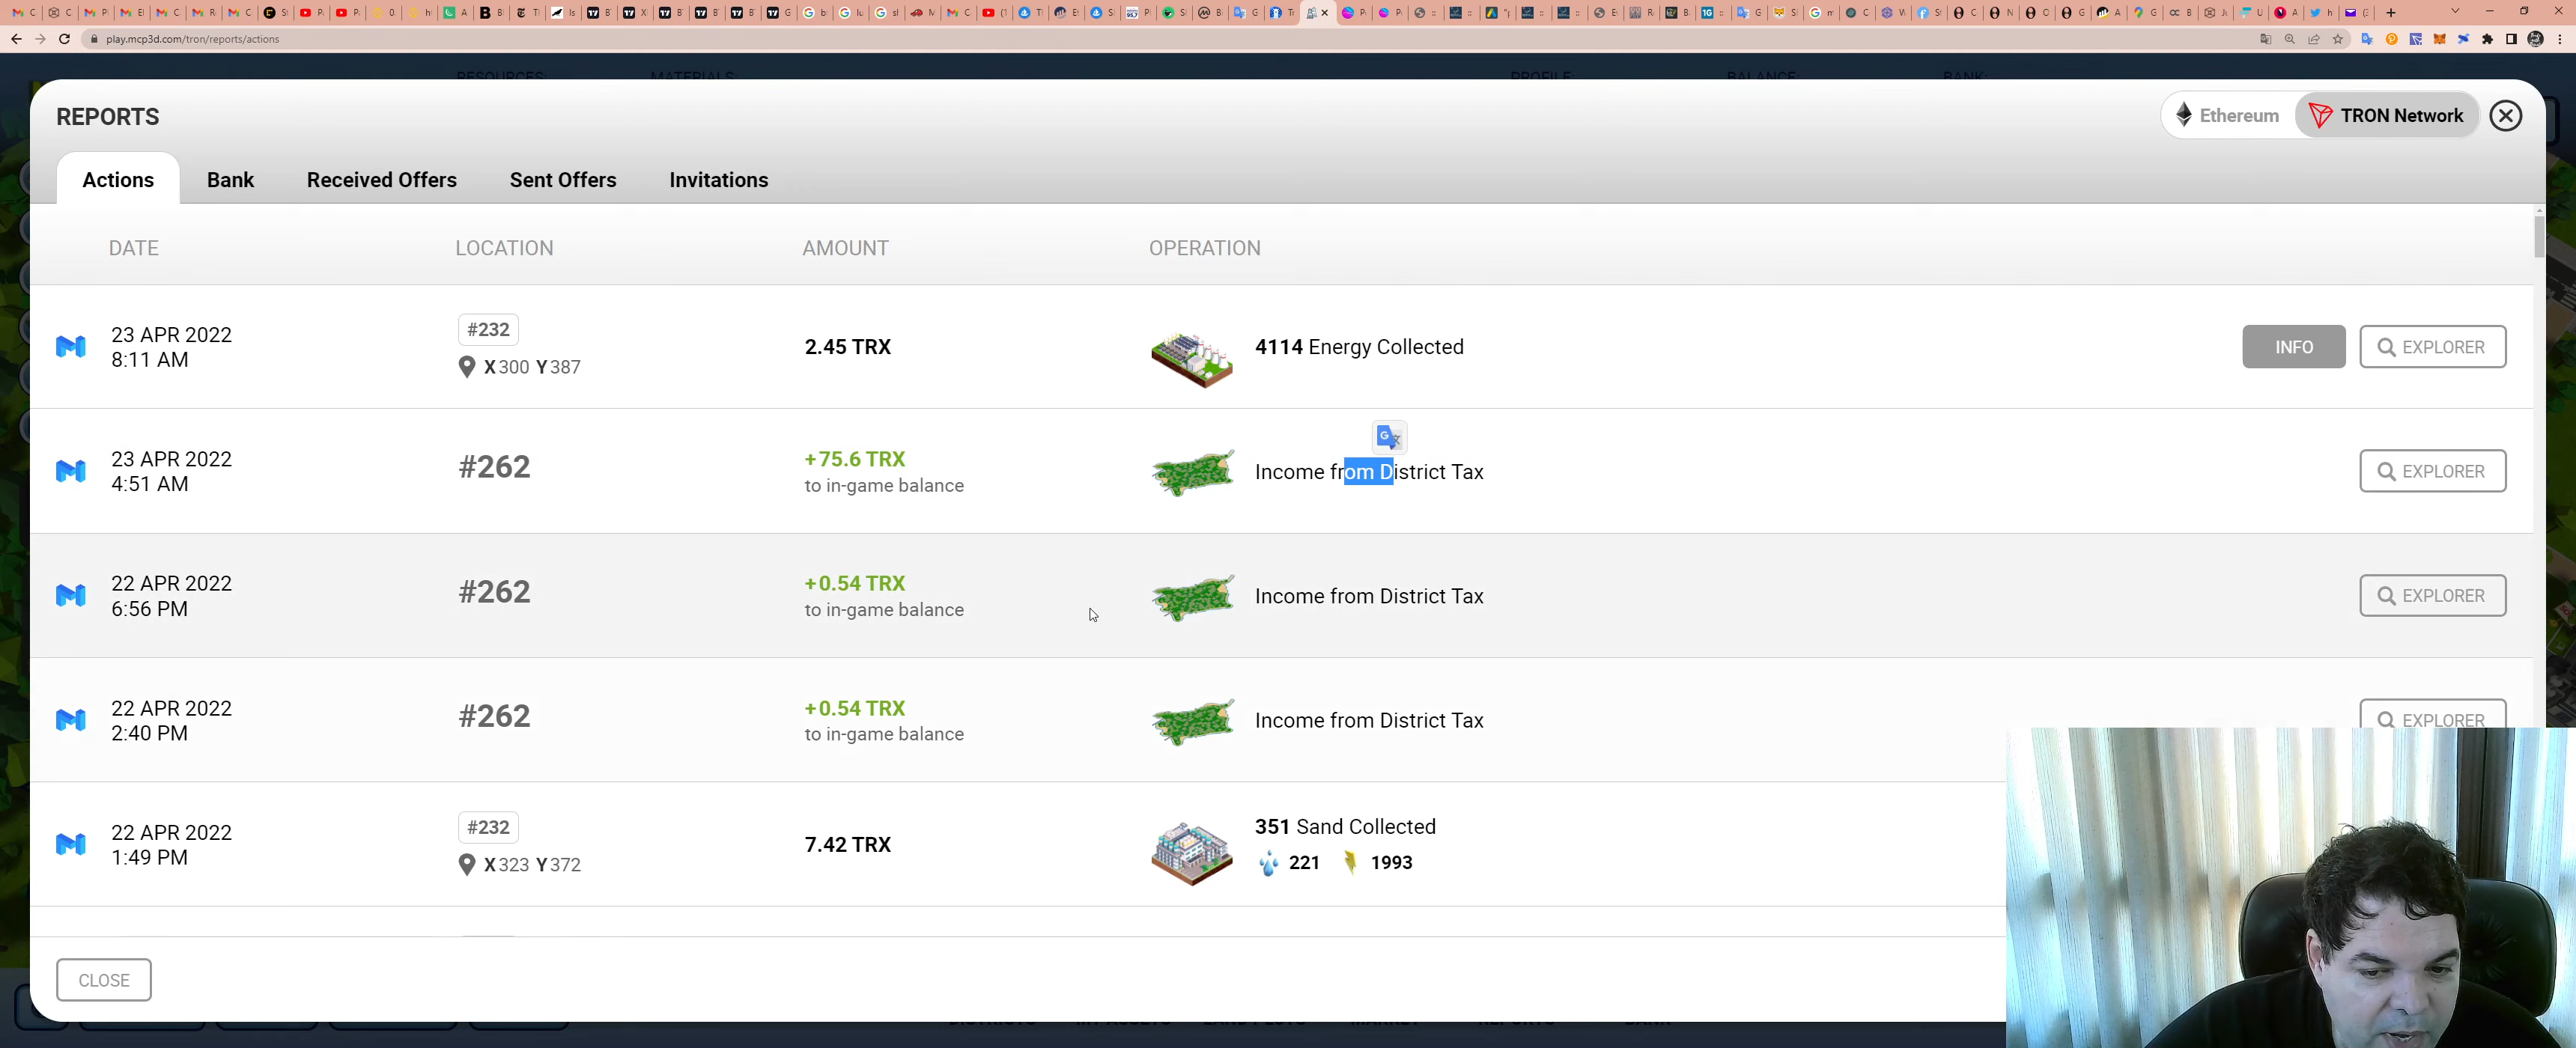 play.mcp3d.com/tron/reports/actions
REPORTS
Ethereum
TRON Network
Actions
Bank
Received Offers
Sent Offers
Invitations
DATE
LOCATION
AMOUNT
OPERATION
23 APR 2022
8:11 AM
#232
X 300 Y 387
2.45 TRX
4114 Energy Collected
INFO
EXPLORER
23 APR 2022
4:51 AM
#262
+75.6 TRX
to in-game balance
Income from District Tax
EXPLORER
22 APR 2022
6:56 PM
#262
+0.54 TRX
to in-game balance
Income from District Tax
EXPLORER
22 APR 2022
2:40 PM
#262
+0.54 TRX
to in-game balance
Income from District Tax
EXPLORER
22 APR 2022
1:49 PM
#232
X 323 Y 372
7.42 TRX
351 Sand Collected
221
1993
CLOSE